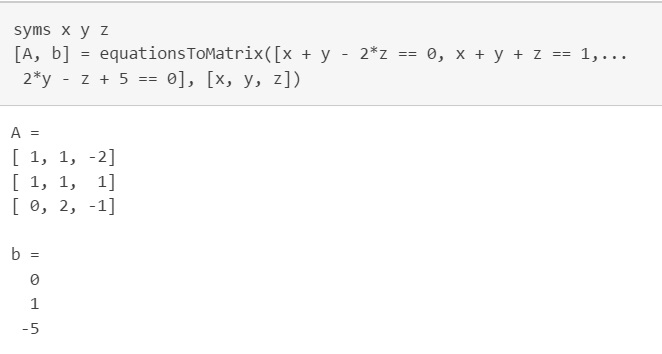 syms x y z
[A, b] = equationsToMatrix([x + y - 2*z == 0, x + y + z == 1,...
 2*y - z + 5 == 0], [x, y, z])
A =
[ 1, 1, -2]
[ 1, 1,  1]
[ 0, 2, -1]
b =
  0
  1
 -5